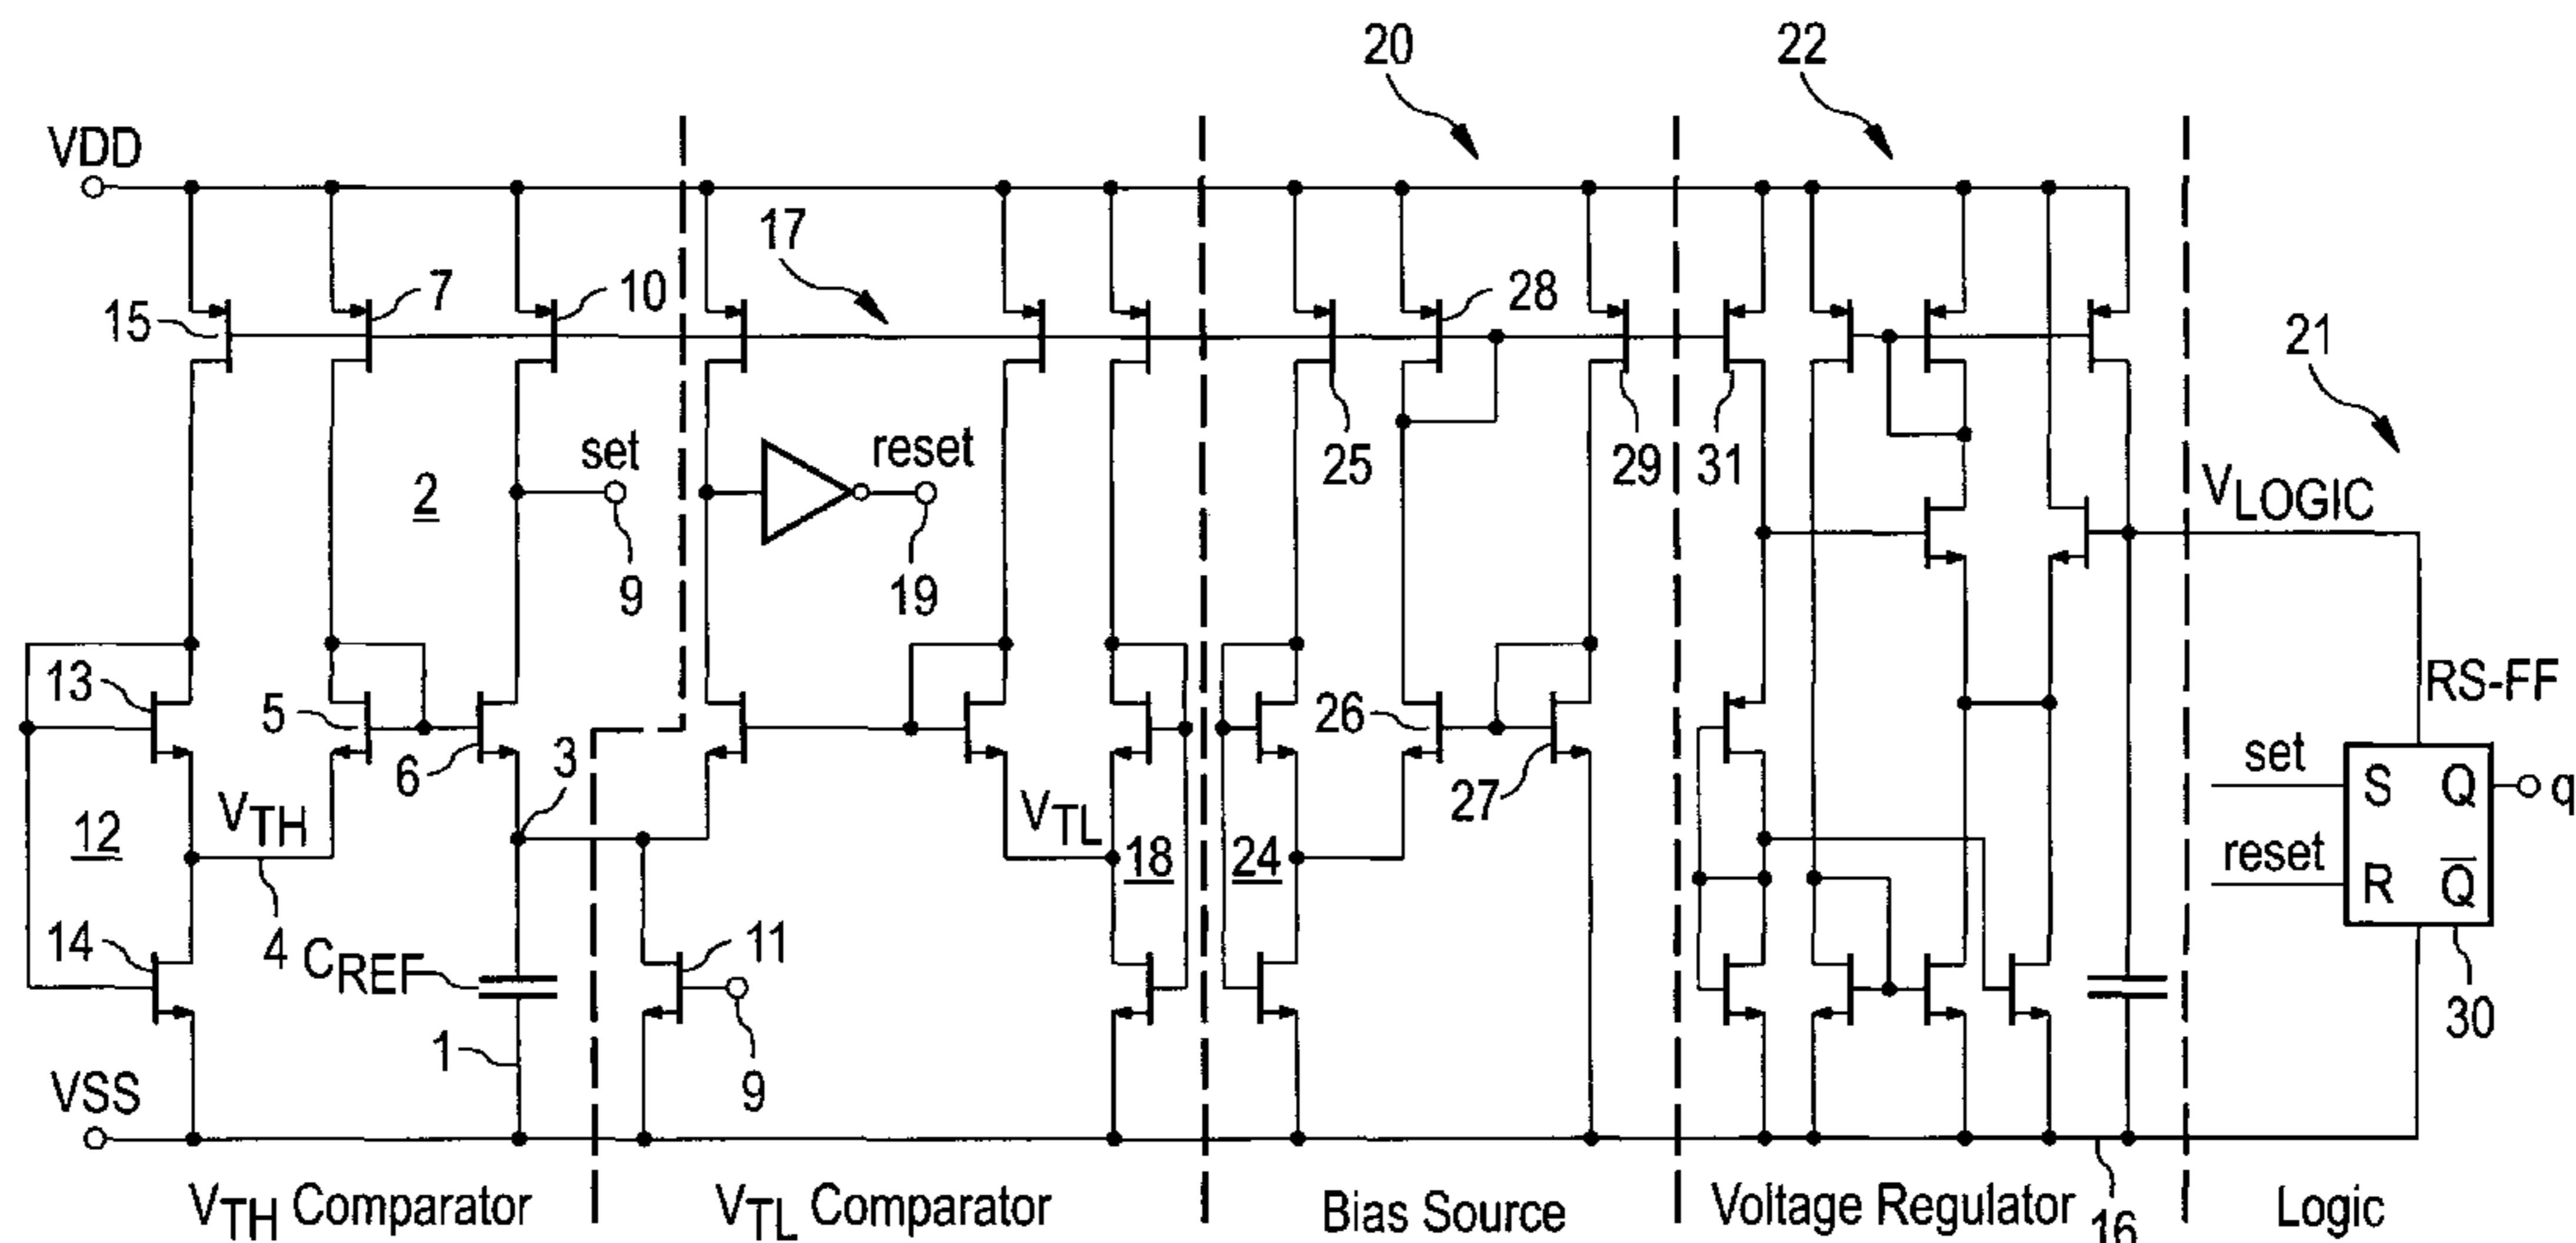 20
22
VDD
17
7
10
28
15
21
set
reset
25
29
31
VLOGIC
2
9
19
13
5
6
3
26
27
RS-FF
set
S Q
q
VTH
VTL
12
18
24
reset
R Q̅
14
4
CREF
11
1
9
30
VSS
VTH Comparator
VTL Comparator
Bias Source
Voltage Regulator
16
Logic